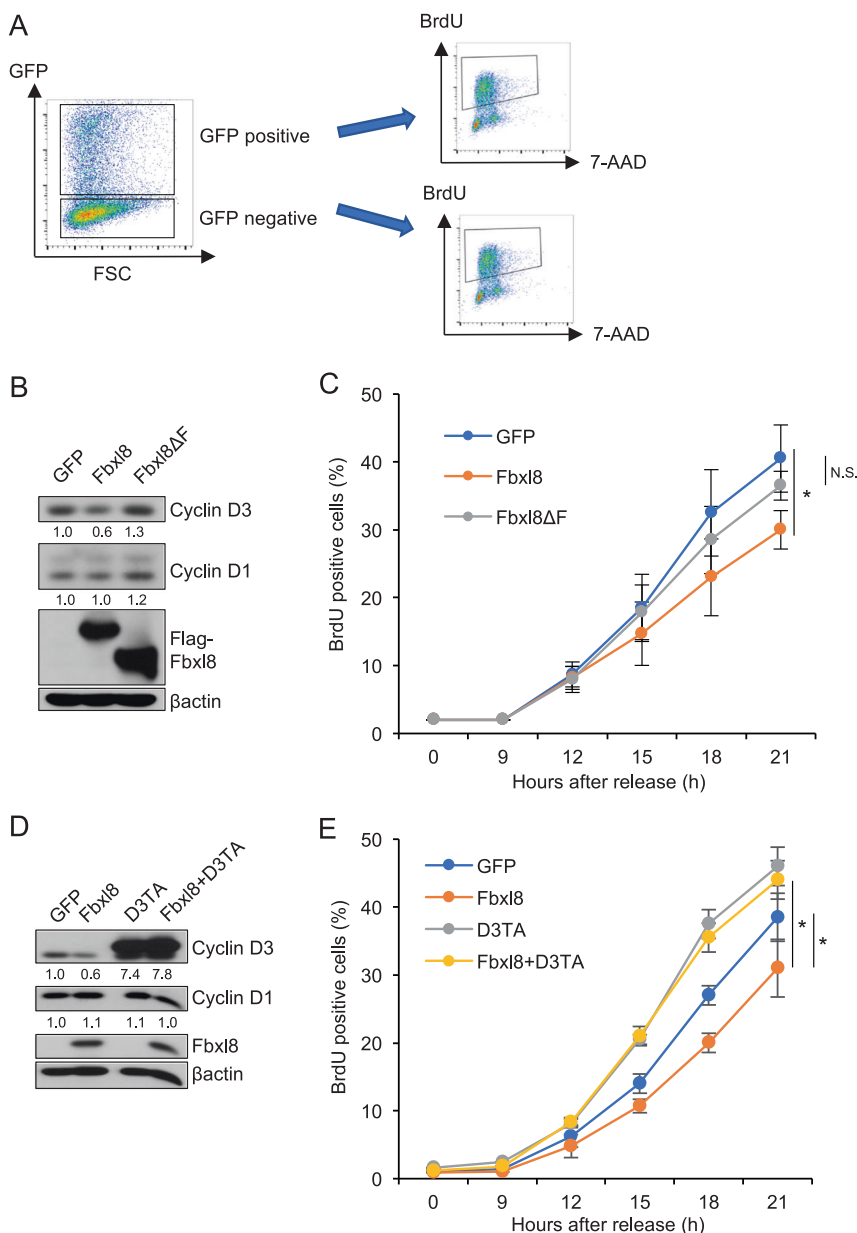 A
GFP
GFP positive
GFP negative
FSC
BrdU
7-AAD
BrdU
7-AAD
B
GFP
Fbxl8
Fbxl8ΔF
Cyclin D3
1.0 0.6 1.3
Cyclin D1
1.0 1.0 1.2
Flag-
Fbxl8
βactin
C
BrdU positive cells (%)
50
40
30
20
10
0
GFP
Fbxl8
Fbxl8ΔF
N.S.
*
0 9 12 15 18 21
Hours after release (h)
D
GFP
Fbxl8
D3TA
Fbxl8+D3TA
Cyclin D3
1.0 0.6 7.4 7.8
Cyclin D1
1.0 1.1 1.1 1.0
Fbxl8
βactin
E
BrdU positive cells (%)
50
40
30
20
10
0
GFP
Fbxl8
D3TA
Fbxl8+D3TA
* *
0 9 12 15 18 21
Hours after release (h)